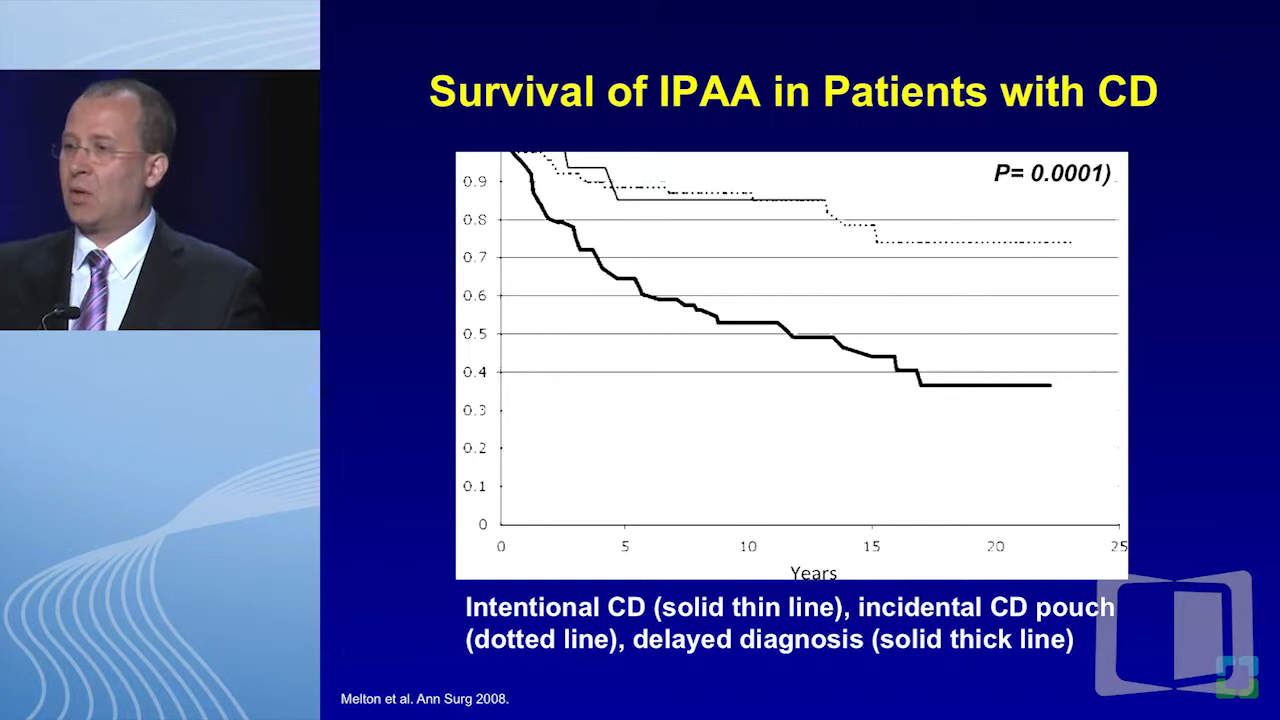 Survival of IPAA in Patients with CD
P= 0.0001)
0.9
0.8
0.7
0.6
0.5
0.4
0.3
0.2
0.1
0
0 5 10 15 20 25
Years
Intentional CD (solid thin line), incidental CD pouch
(dotted line), delayed diagnosis (solid thick line)
Melton et al. Ann Surg 2008.